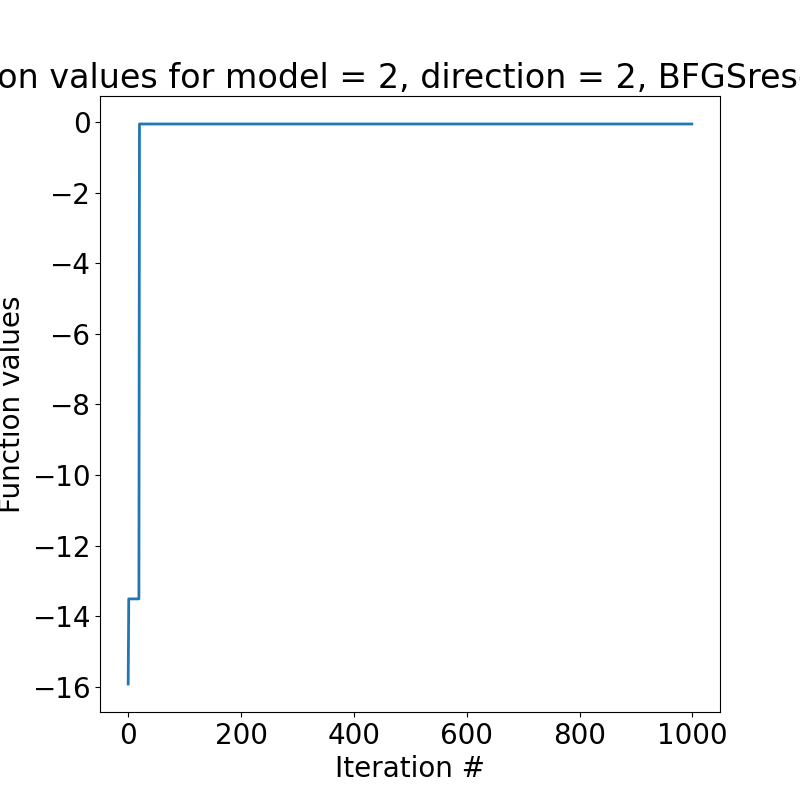 on values for model = 2, direction = 2, BFGSres
0
−2
−4
−6
−8
−10
−12
−14
−16
Function values
0 200 400 600 800 1000
Iteration #